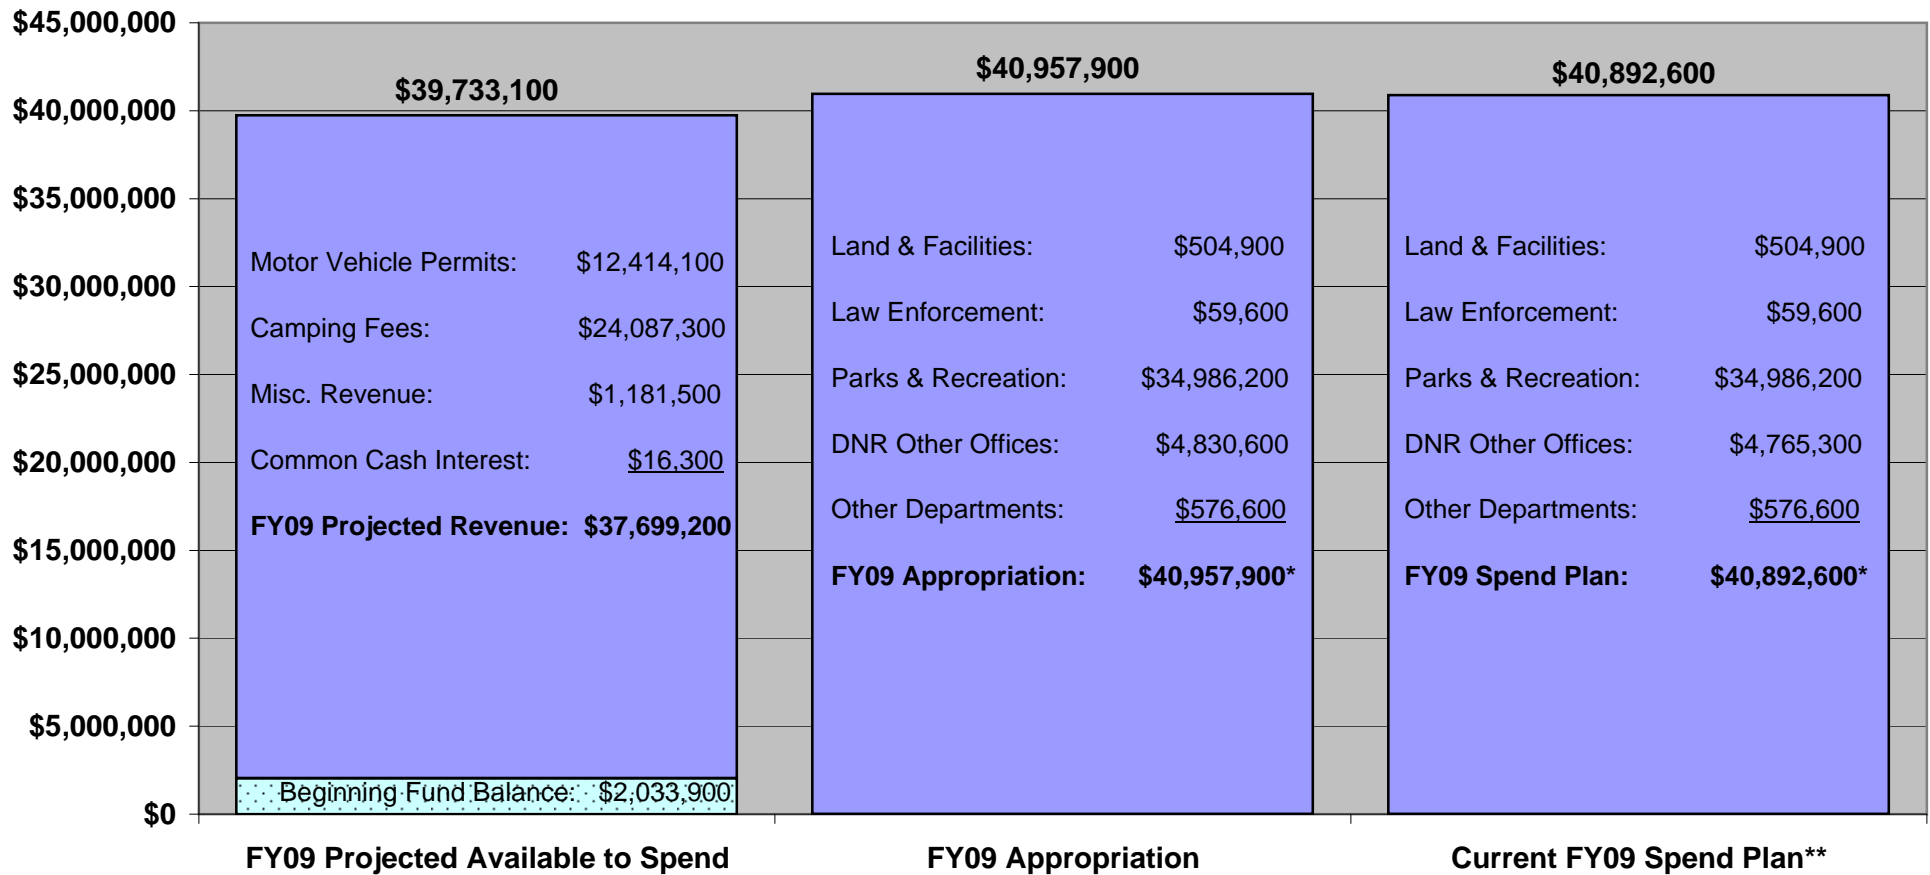 $45,000,000
$40,000,000
$35,000,000
$30,000,000
$25,000,000
$20,000,000
$15,000,000
$10,000,000
$5,000,000
$0
$39,733,100
Motor Vehicle Permits: $12,414,100
Camping Fees: $24,087,300
Misc. Revenue: $1,181,500
Common Cash Interest: $16,300
FY09 Projected Revenue: $37,699,200
Beginning Fund Balance: $2,033,900
FY09 Projected Available to Spend
$40,957,900
Land & Facilities: $504,900
Law Enforcement: $59,600
Parks & Recreation: $34,986,200
DNR Other Offices: $4,830,600
Other Departments: $576,600
FY09 Appropriation: $40,957,900*
FY09 Appropriation
$40,892,600
Land & Facilities: $504,900
Law Enforcement: $59,600
Parks & Recreation: $34,986,200
DNR Other Offices: $4,765,300
Other Departments: $576,600
FY09 Spend Plan: $40,892,600*
Current FY09 Spend Plan**